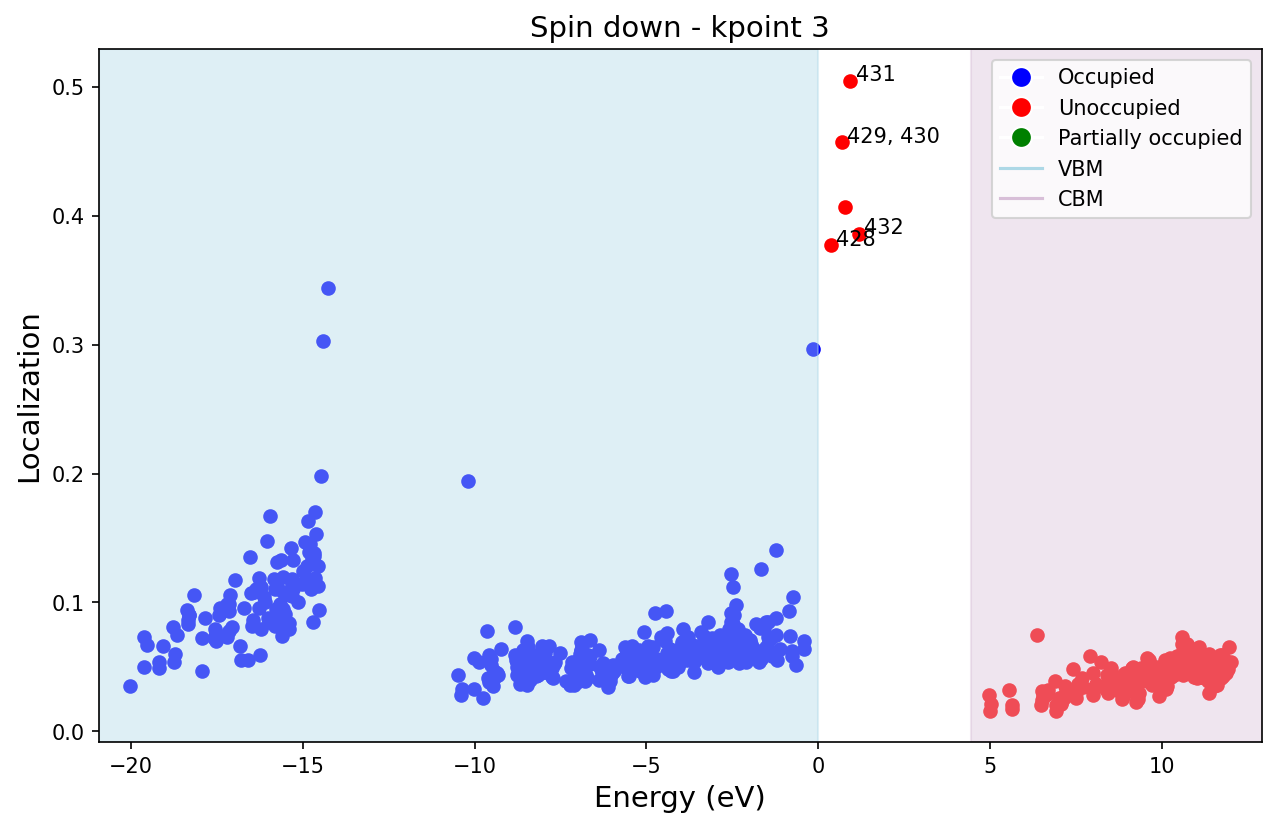 Spin down - kpoint 3
Localization
0.5
0.4
0.3
0.2
0.1
0.0
431
429, 430
432
428
Occupied
Unoccupied
Partially occupied
VBM
CBM
−20
−15
−10
−5
0
5
10
Energy (eV)